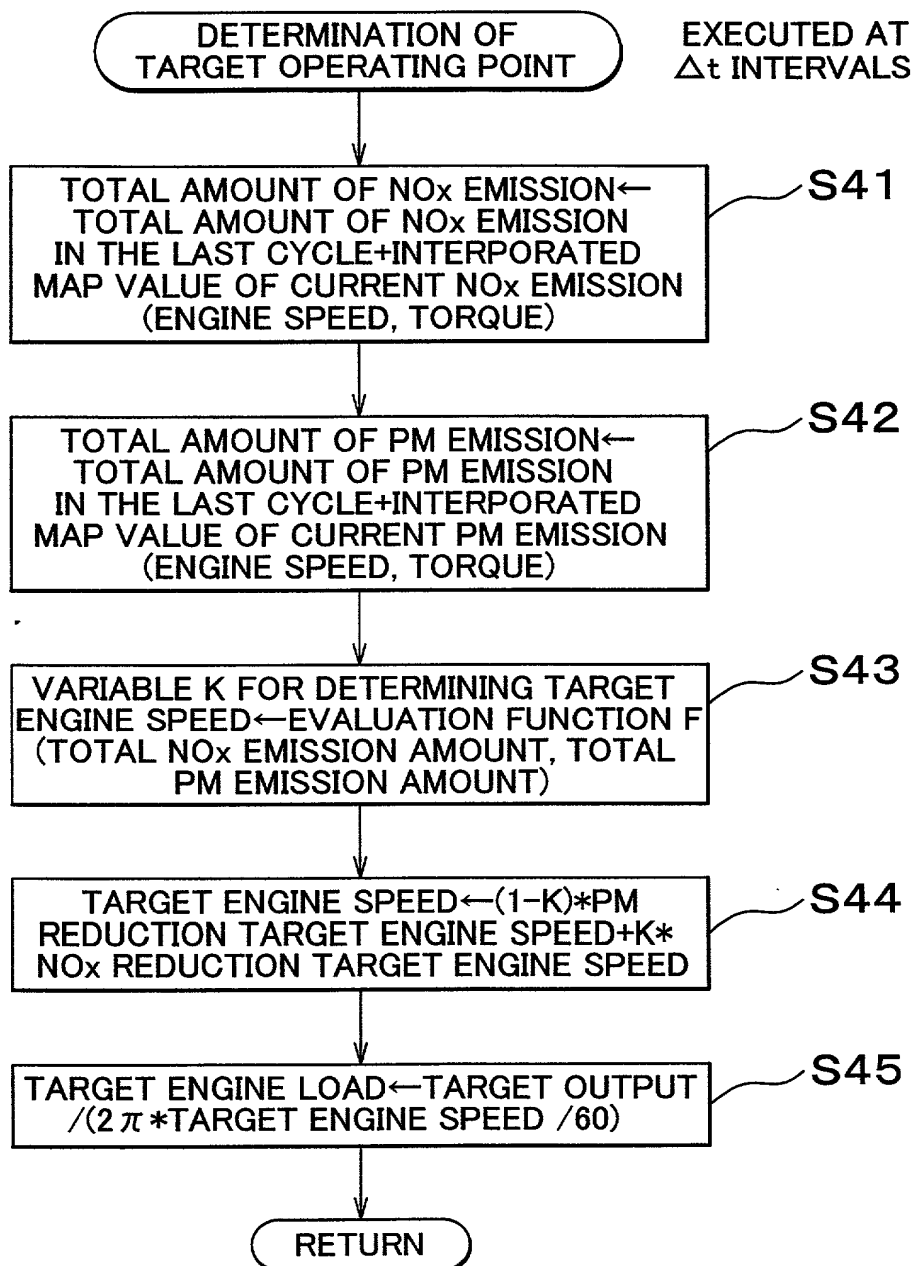 DETERMINATION OF
TARGET OPERATING POINT
EXECUTED AT
Δt INTERVALS
TOTAL AMOUNT OF NOx EMISSION←
TOTAL AMOUNT OF NOx EMISSION
IN THE LAST CYCLE+INTERPORATED
MAP VALUE OF CURRENT NOx EMISSION
(ENGINE SPEED, TORQUE)
S41
TOTAL AMOUNT OF PM EMISSION←
TOTAL AMOUNT OF PM EMISSION
IN THE LAST CYCLE+INTERPORATED
MAP VALUE OF CURRENT PM EMISSION
(ENGINE SPEED, TORQUE)
S42
VARIABLE K FOR DETERMINING TARGET
ENGINE SPEED←EVALUATION FUNCTION F
(TOTAL NOx EMISSION AMOUNT, TOTAL
PM EMISSION AMOUNT)
S43
TARGET ENGINE SPEED←(1-K)*PM
REDUCTION TARGET ENGINE SPEED+K*
NOx REDUCTION TARGET ENGINE SPEED
S44
TARGET ENGINE LOAD←TARGET OUTPUT
/(2π*TARGET ENGINE SPEED /60)
S45
RETURN